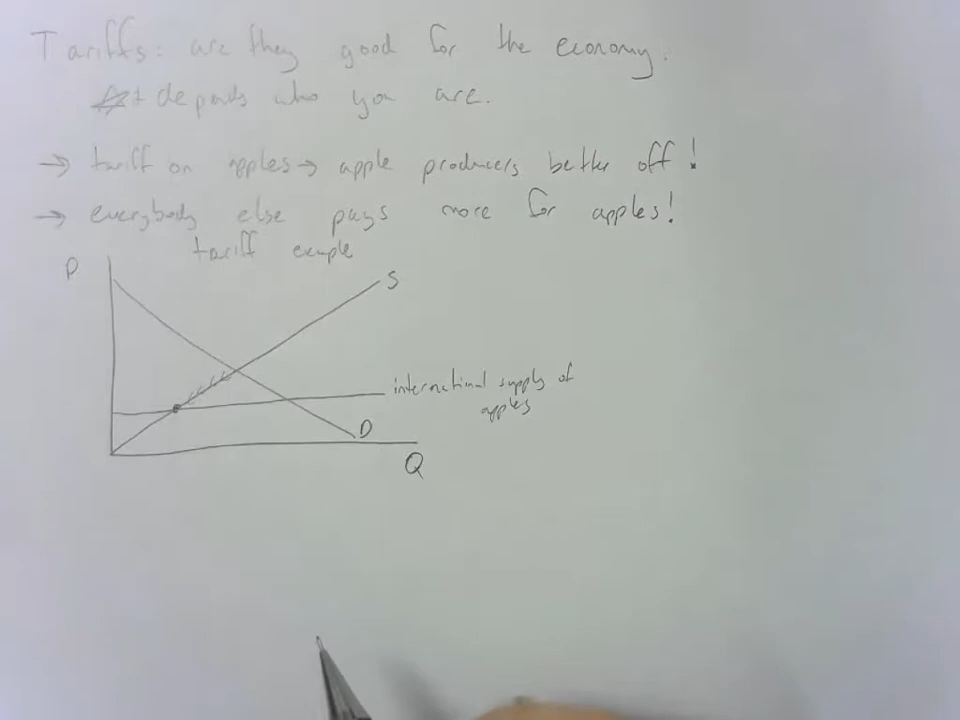 Tariffs: are they good for the economy.
depends who you are.
→ tariff on apples → apple producers better off!
→ everybody else pays more for apples!
tariff example
P
S
international supply of
apples
D
Q